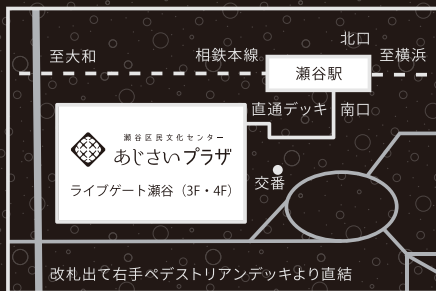 北口
至大和
相鉄本線
至横浜
瀬谷駅
直通デッキ
南口
瀬谷区民文化センター
あじさいプラザ
ライブゲート瀬谷（3F・4F）
交番
改札出て右手ペデストリアンデッキより直結